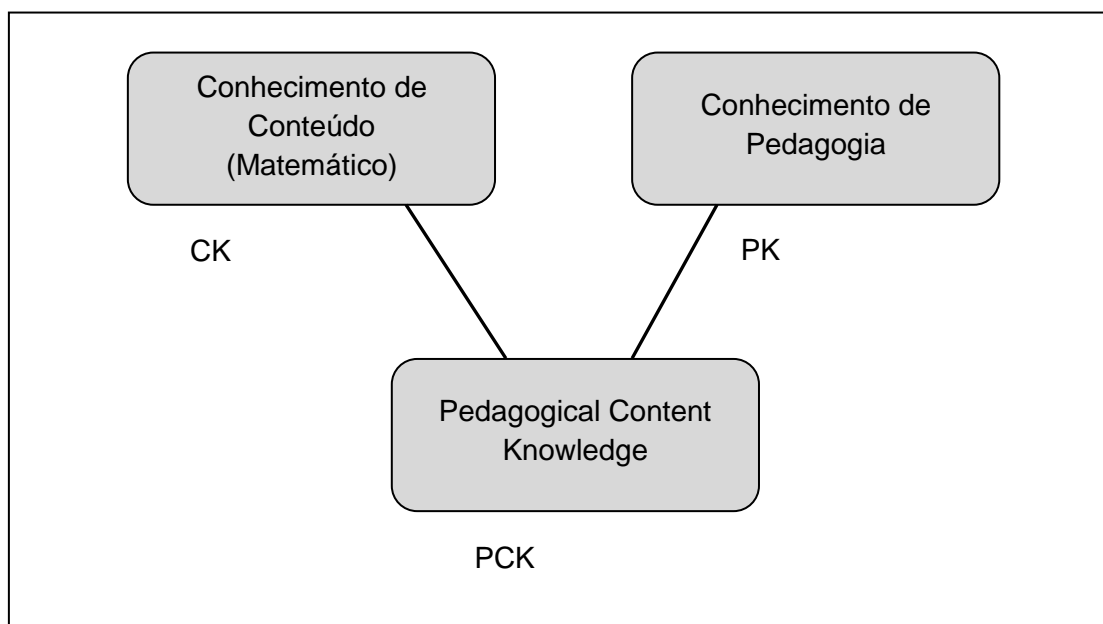 Conhecimento de
Conteúdo
(Matemático)
Conhecimento de
Pedagogia
CK
PK
Pedagogical Content
Knowledge
PCK